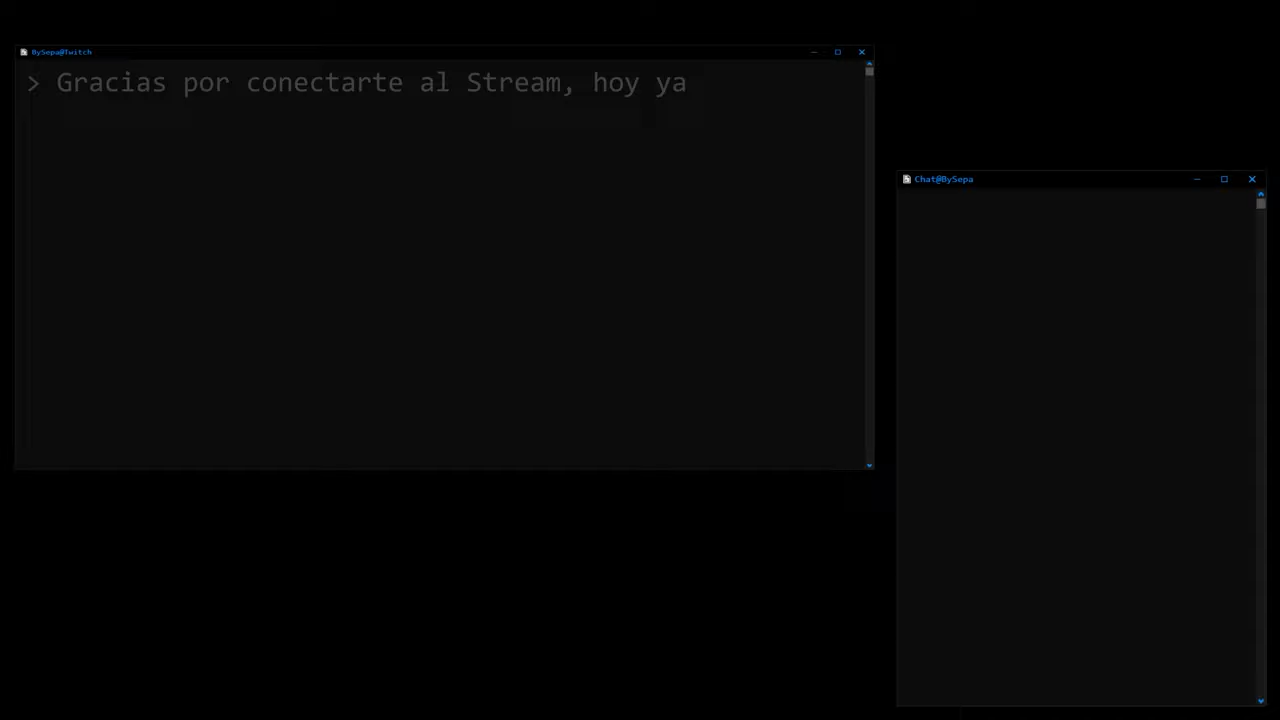 BySepa@Twitch
> Gracias por conectarte al Stream, hoy ya
Chat@BySepa